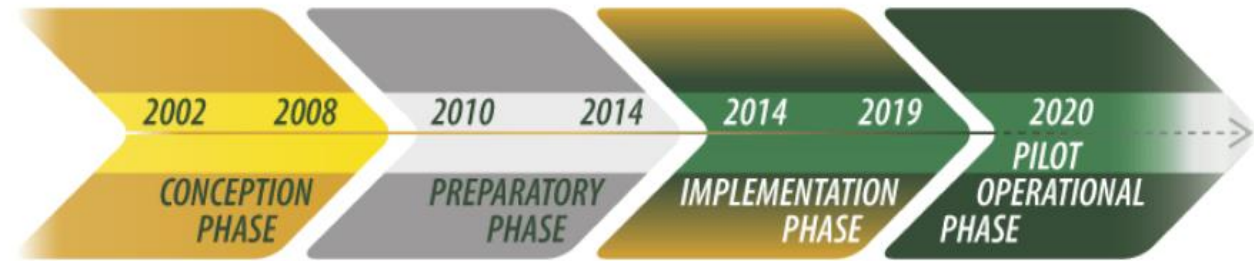 2002 2008
CONCEPTION
PHASE
2010 2014
PREPARATORY
PHASE
2014 2019
IMPLEMENTATION
PHASE
2020
PILOT
OPERATIONAL
PHASE